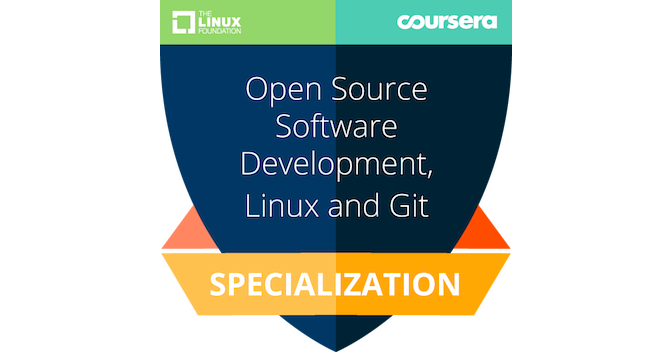 THE
LINUX
FOUNDATION
coursera
Open Source
Software
Development,
Linux and Git
SPECIALIZATION